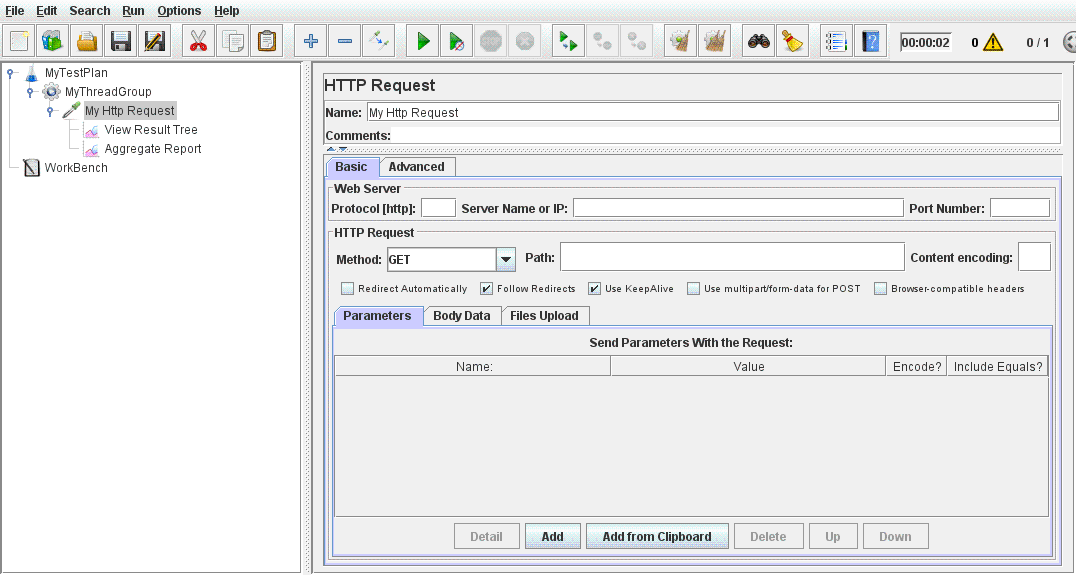 File Edit Search Run Options Help
00:00:02 0 0 / 1
MyTestPlan
MyThreadGroup
My Http Request
View Result Tree
Aggregate Report
WorkBench
HTTP Request
Name: My Http Request
Comments:
Basic Advanced
Web Server
Protocol [http]: Server Name or IP: Port Number:
HTTP Request
Method: GET Path: Content encoding:
Redirect Automatically Follow Redirects Use KeepAlive Use multipart/form-data for POST Browser-compatible headers
Parameters Body Data Files Upload
Send Parameters With the Request:
Name: Value Encode? Include Equals?
Detail Add Add from Clipboard Delete Up Down